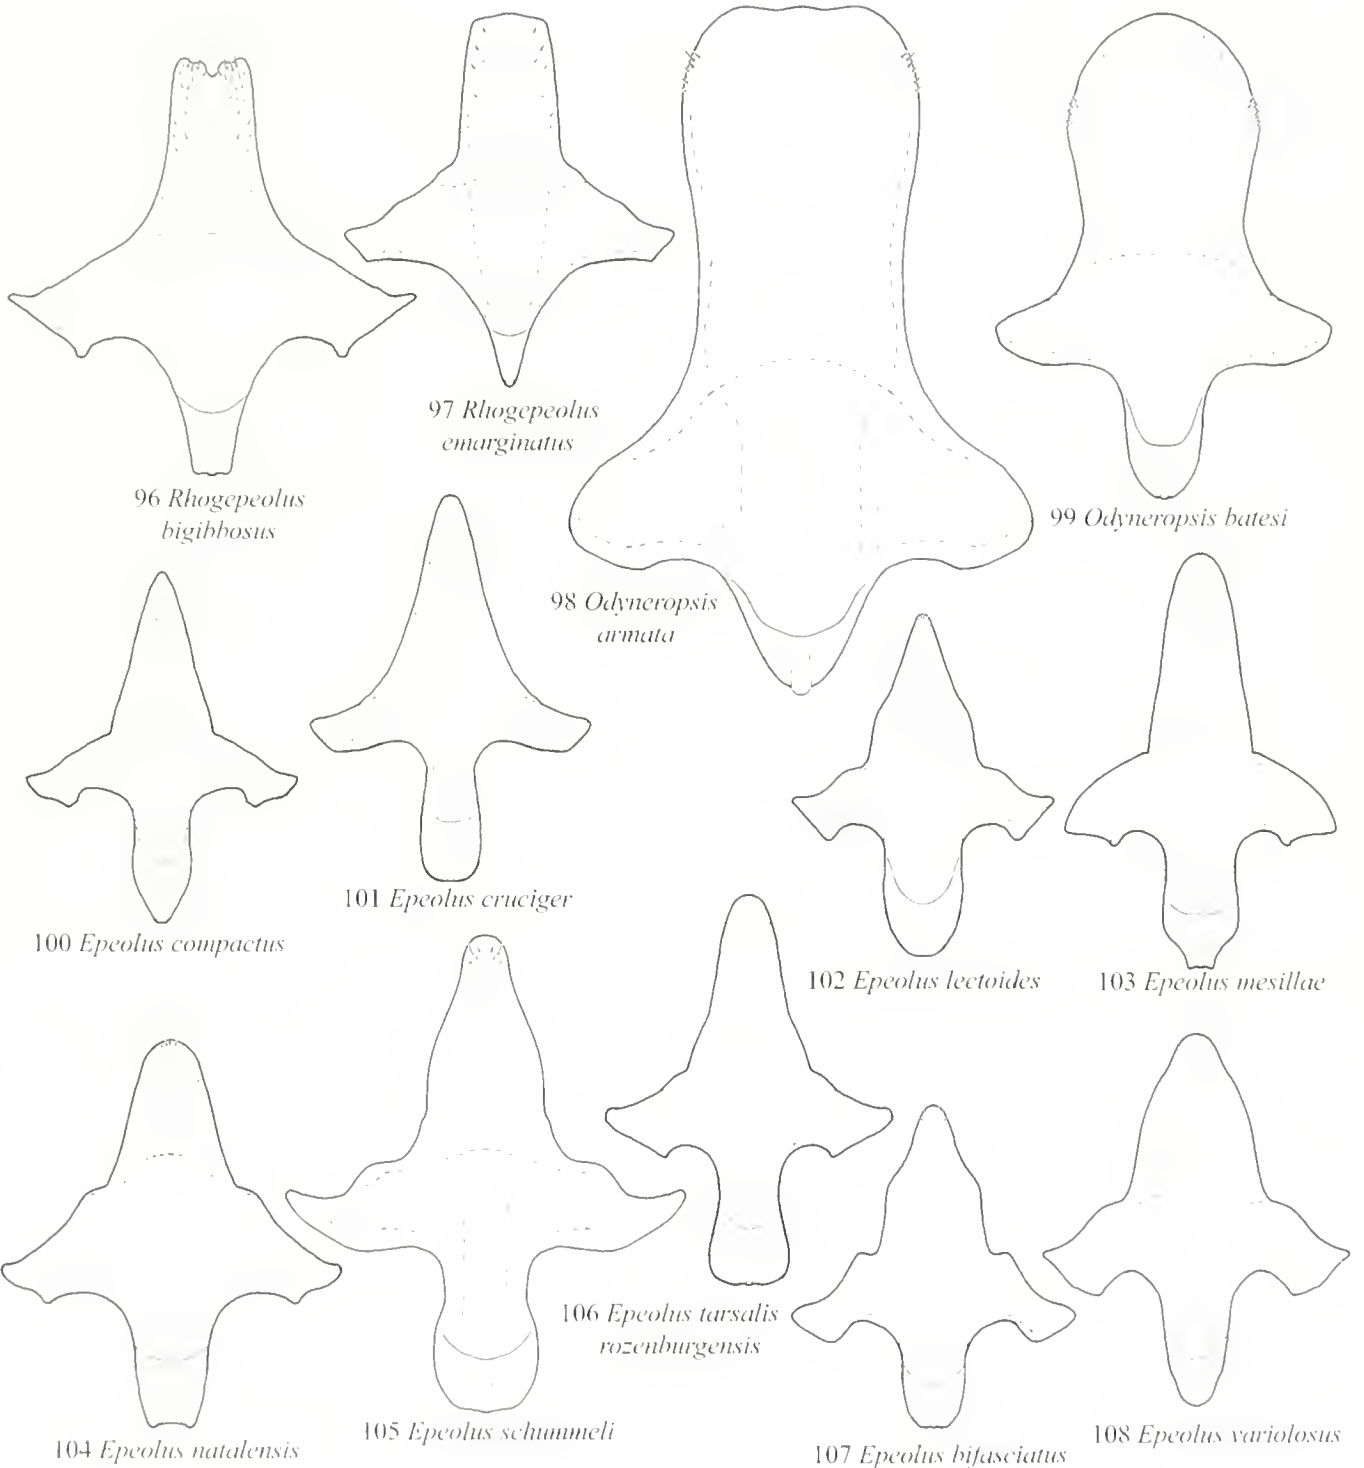 96 Rhogepeolus
bigibbosus
97 Rhogepeolus
emarginatus
98 Odyneropsis
armata
99 Odyneropsis batesi
100 Epeolus compactus
101 Epeolus cruciger
102 Epeolus lectoides
103 Epeolus mesillae
104 Epeolus natalensis
105 Epeolus schummeli
106 Epeolus tarsalis
rozenburgensis
107 Epeolus bifasciatus
108 Epeolus variolosus